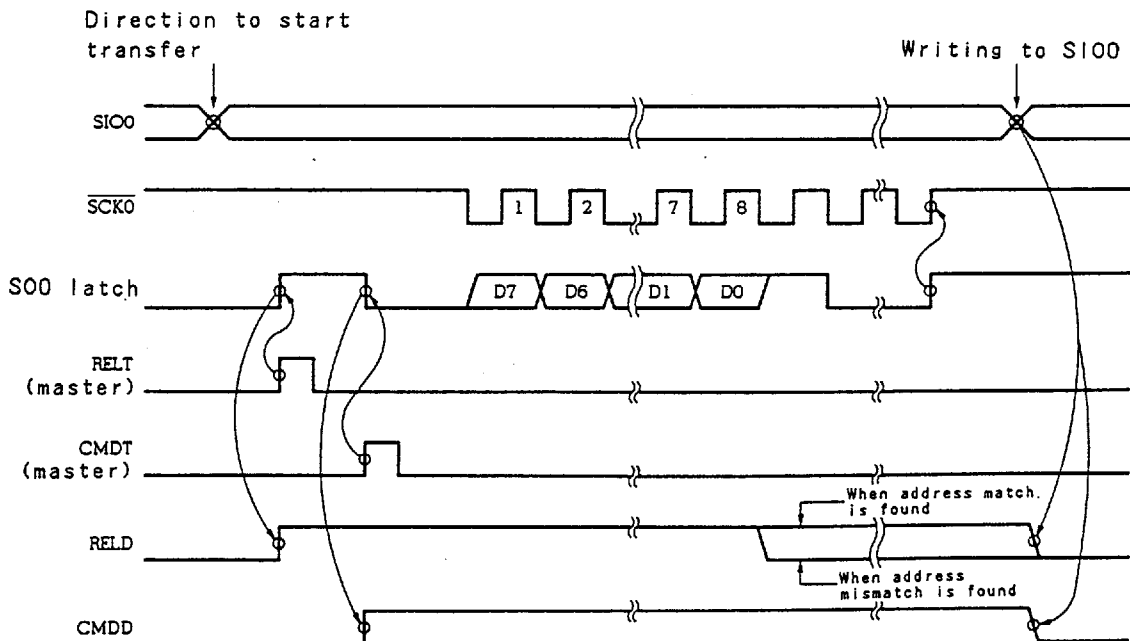 Direction to start
transfer
Writing to SIO0
SIO0
SCK0
1 2 7 8
SO0 latch
D7 D6 D1 D0
RELT
(master)
CMDT
(master)
When address match
is found
RELD
When address
mismatch is found
CMDD